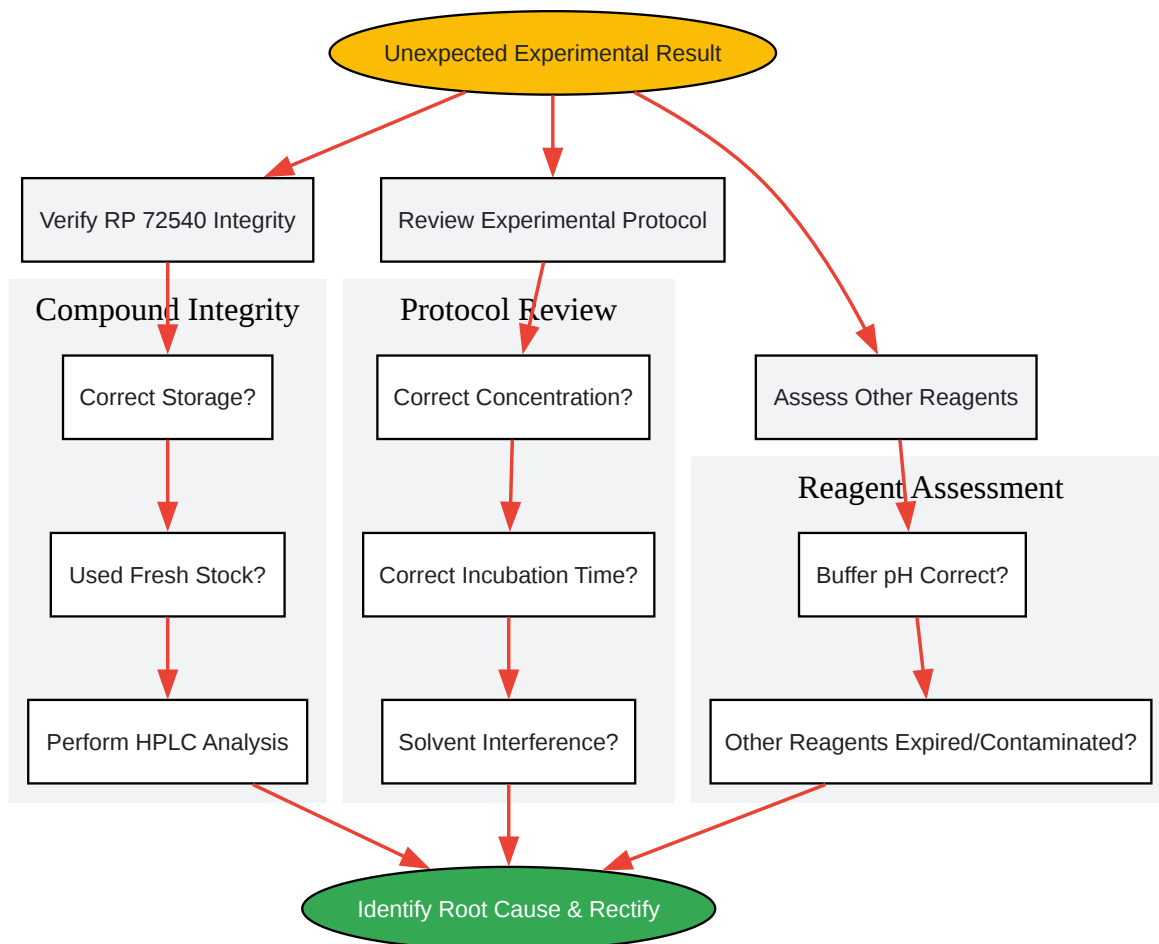 Unexpected Experimental Result
Verify RP 72540 Integrity
Review Experimental Protocol
Compound Integrity
Protocol Review
Correct Storage?
Correct Concentration?
Assess Other Reagents
Reagent Assessment
Used Fresh Stock?
Correct Incubation Time?
Buffer pH Correct?
Perform HPLC Analysis
Solvent Interference?
Other Reagents Expired/Contaminated?
Identify Root Cause & Rectify